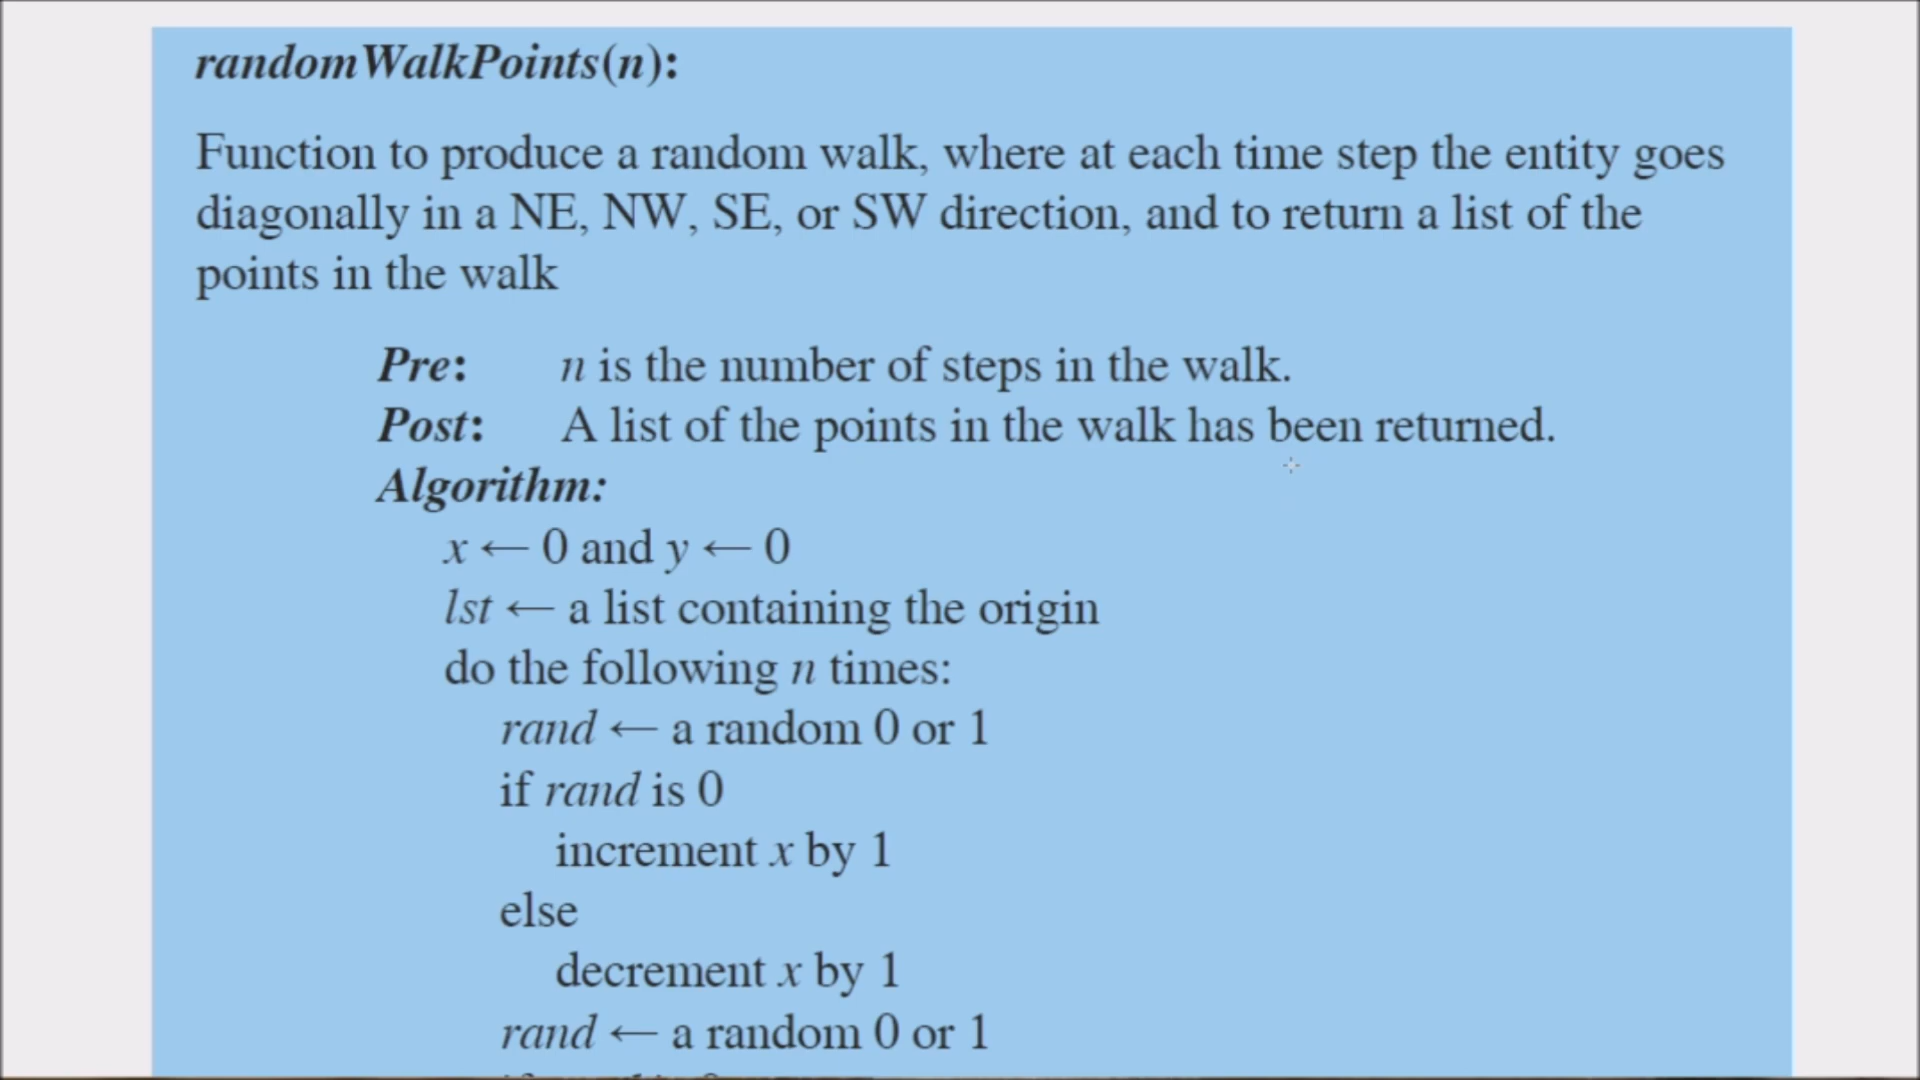 randomWalkPoints(n):
Function to produce a random walk, where at each time step the entity goes
diagonally in a NE, NW, SE, or SW direction, and to return a list of the
points in the walk
Pre: n is the number of steps in the walk.
Post: A list of the points in the walk has been returned.
Algorithm:
x ← 0 and y ← 0
lst ← a list containing the origin
do the following n times:
rand ← a random 0 or 1
if rand is 0
increment x by 1
else
decrement x by 1
rand ← a random 0 or 1